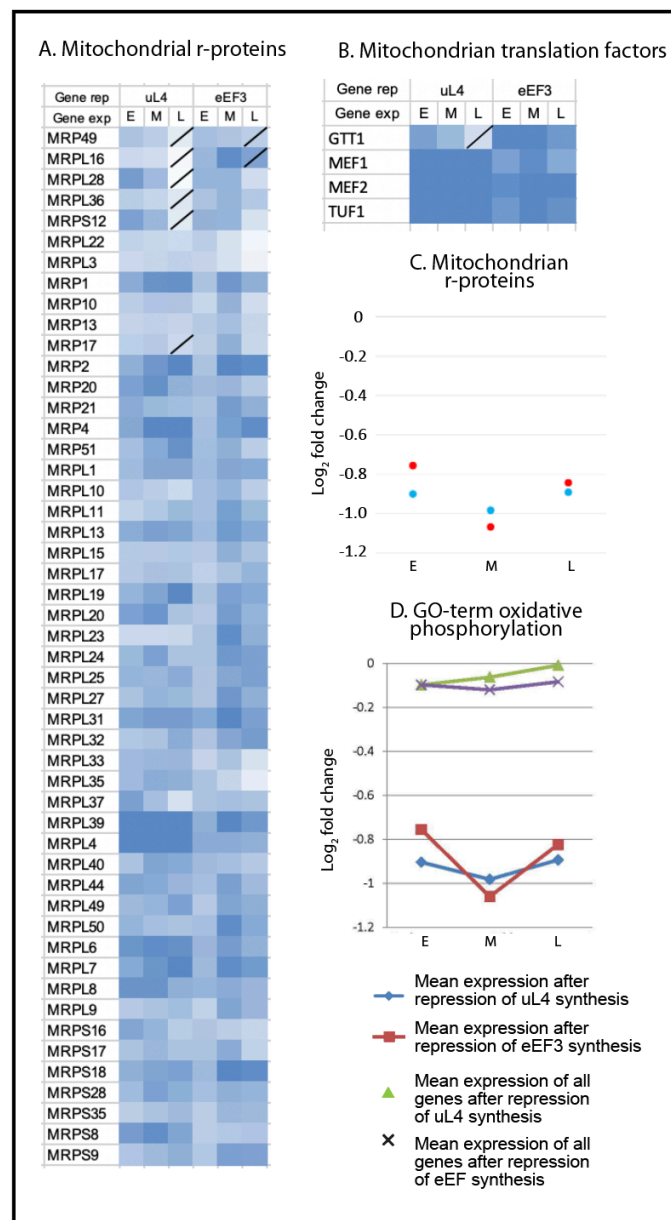 A. Mitochondrial r-proteins
Gene rep uL4 eEF3
Gene exp E M L E M L
MRP49
MRPL16
MRPL28
MRPL36
MRPS12
MRPL22
MRPL3
MRP1
MRP10
MRP13
MRP17
MRP2
MRP20
MRP21
MRP4
MRP51
MRPL1
MRPL10
MRPL11
MRPL13
MRPL15
MRPL17
MRPL19
MRPL20
MRPL23
MRPL24
MRPL25
MRPL27
MRPL31
MRPL32
MRPL33
MRPL35
MRPL37
MRPL39
MRPL4
MRPL40
MRPL44
MRPL49
MRPL50
MRPL6
MRPL7
MRPL8
MRPL9
MRPS16
MRPS17
MRPS18
MRPS28
MRPS35
MRPS8
MRPS9
B. Mitochondrian translation factors
Gene rep uL4 eEF3
Gene exp E M L E M L
GTT1
MEF1
MEF2
TUF1
C. Mitochondrian
r-proteins
Log2 fold change
0
-0.2
-0.4
-0.6
-0.8
-1.0
-1.2
E M L
D. GO-term oxidative
phosphorylation
Log2 fold change
0
-0.2
-0.4
-0.6
-0.8
-1
-1.2
E M L
Mean expression after
repression of uL4 synthesis
Mean expression after
repression of eEF3 synthesis
Mean expression of all
genes after repression
of uL4 synthesis
Mean expression of all
genes after repression
of eEF synthesis